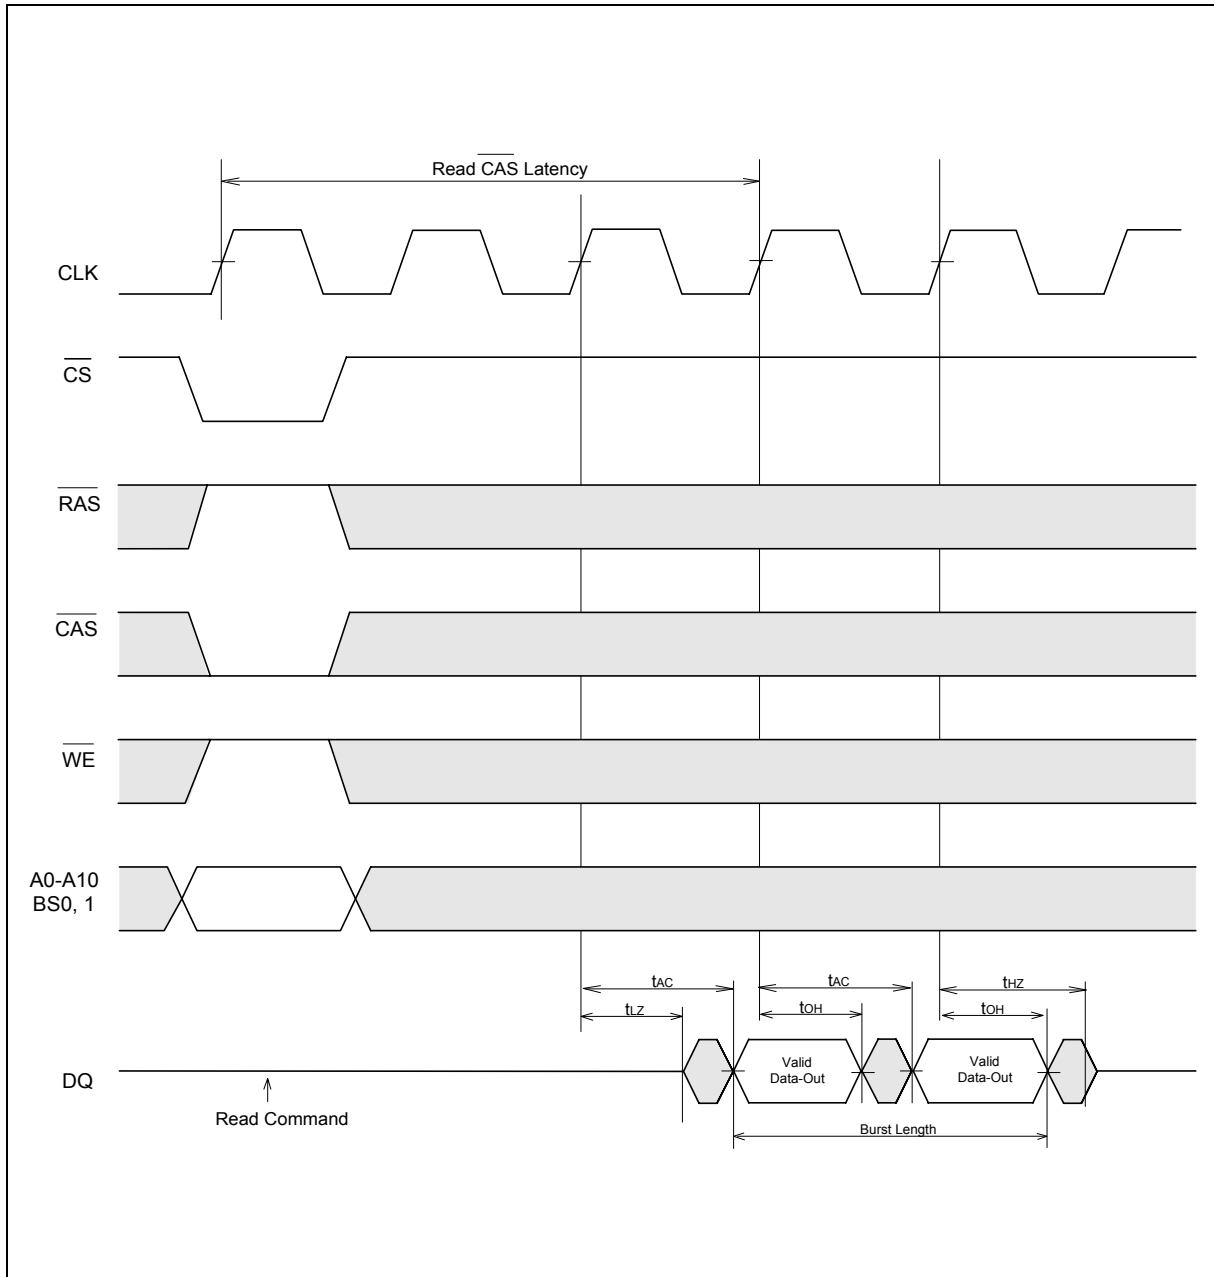 Read CAS Latency
CLK
CS
RAS
CAS
WE
A0-A10
BS0, 1
tAC
tAC
tHZ
tLZ
tOH
tOH
DQ
Valid
Data-Out
Valid
Data-Out
Read Command
Burst Length